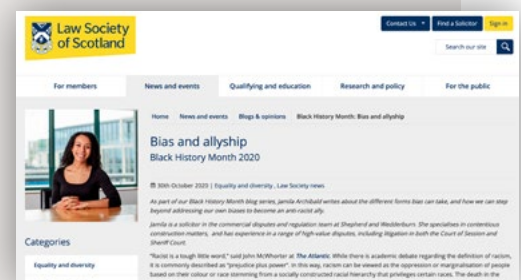 Law Society
of Scotland
Contact Us
Find a Solicitor
Sign in
Search our site
For members
News and events
Qualifying and education
Research and policy
For the public
Home News and events Blogs & opinions Black History Month: Bias and allyship
Bias and allyship
Black History Month 2020
30th October 2020 | Equality and diversity, Law Society news
As part of our Black History Month blog series, Jamila Archibald writes about the different forms bias can take, and how we can step
beyond addressing our own biases to become an anti-racist ally.
Jamila is a solicitor in the commercial disputes and regulation team at Shepherd and Wedderburn. She specialises in contentious
construction matters, and has experience in a range of high-value disputes, including litigation in both the Court of Session and
Sheriff Court.
Categories
Equality and diversity
"Racist is a tough little word," said John McWhorter at The Atlantic. While there is academic debate regarding the definition of racism,
it is commonly described as "prejudice plus power". In this way, racism can be viewed as the oppression or marginalisation of people
based on their colour or race stemming from a socially constructed racial hierarchy that privileges certain races. The death in the